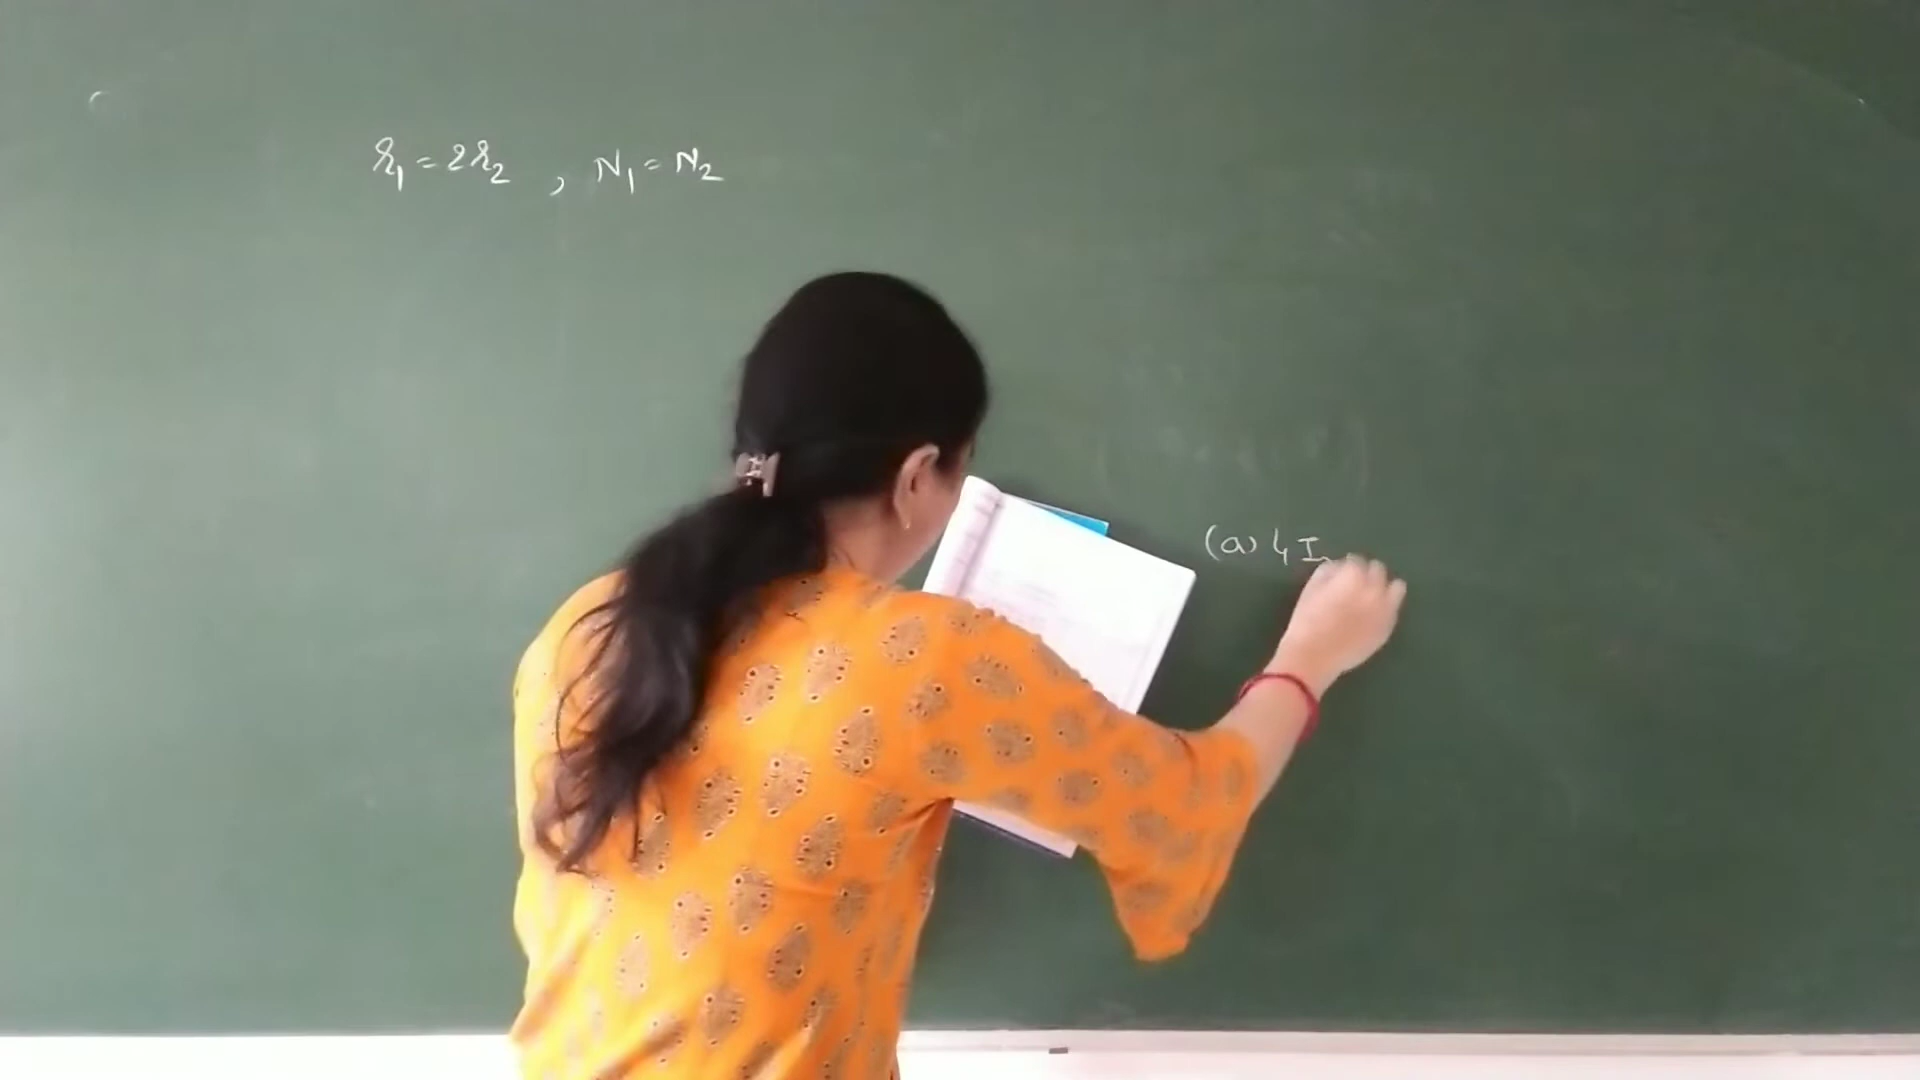 r₁ = 2r₂ , N₁ = N₂
(a) 4 I